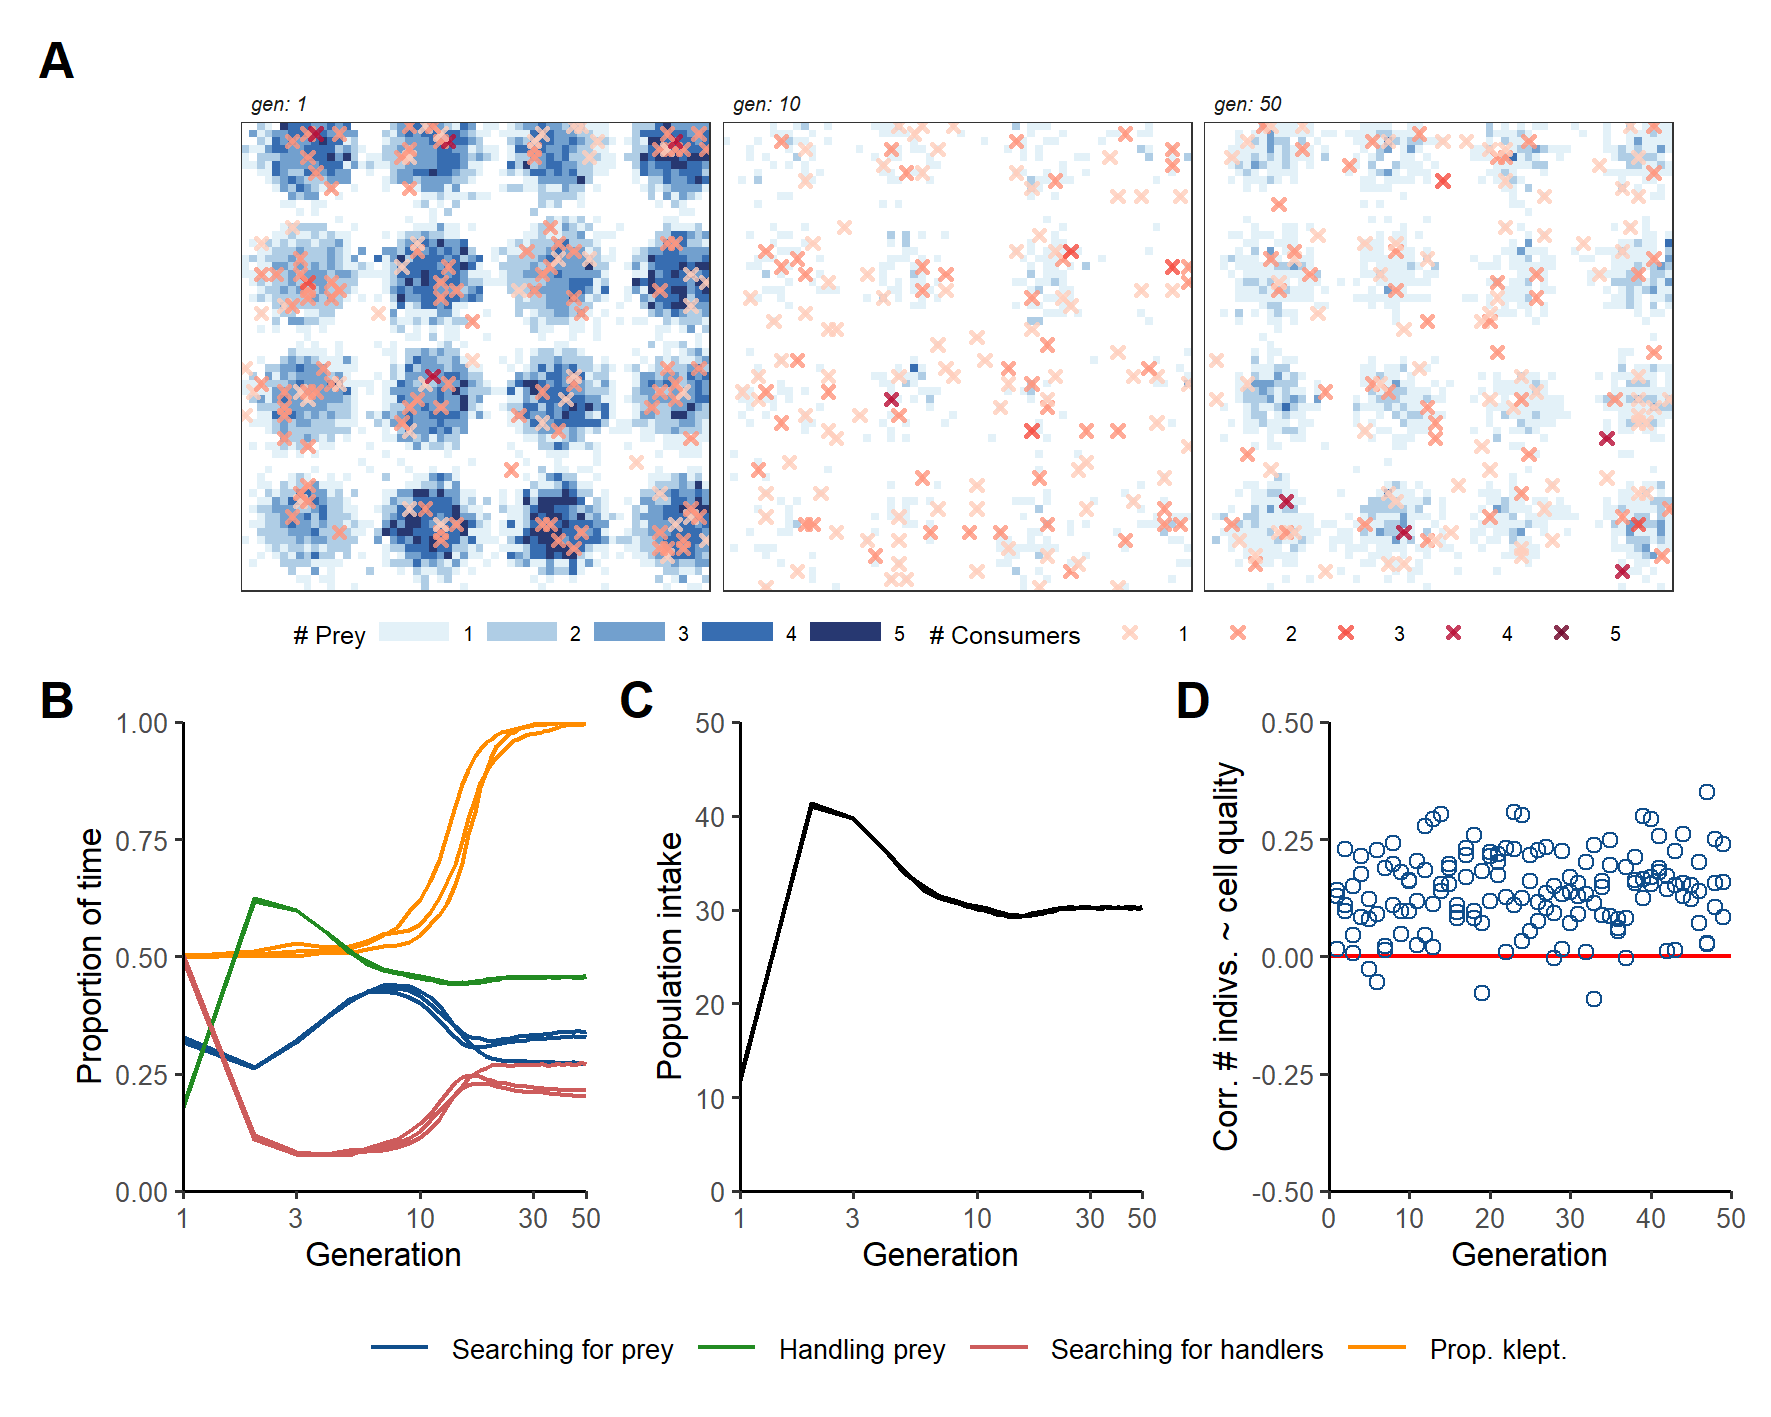 A
gen: 1
gen: 10
gen: 50
# Prey 1 2 3 4 5 # Consumers 1 2 3 4 5
B
Proportion of time
1.00
0.75
0.50
0.25
0.00
1 3 10 30 50
Generation
C
Population intake
50
40
30
20
10
0
1 3 10 30 50
Generation
D
Corr. # indivs. ~ cell quality
0.50
0.25
0.00
-0.25
-0.50
0 10 20 30 40 50
Generation
Searching for prey Handling prey Searching for handlers Prop. klept.